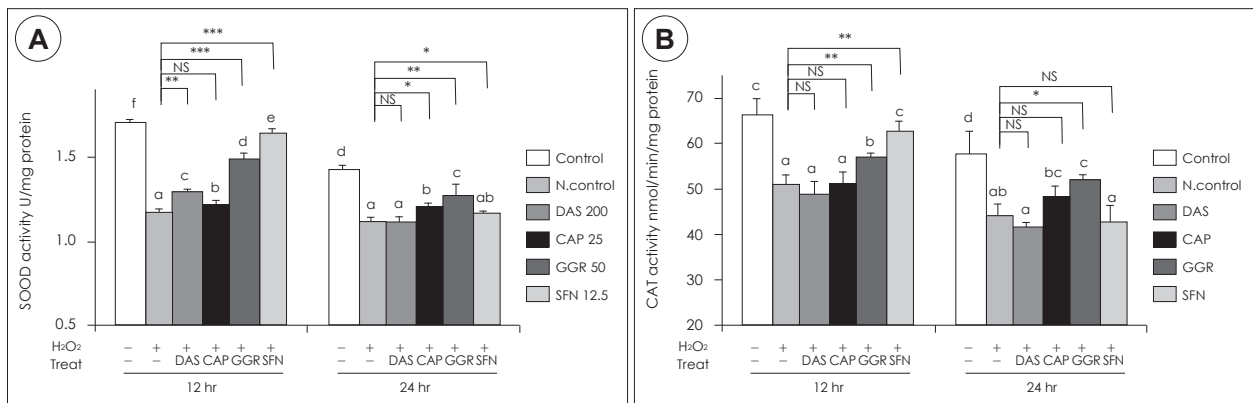 A
SOOD activity U/mg protein
1.5
1.0
0.5
***
***
NS
**
f
a
c
b
d
e
*
**
*
NS
d
a
a
b
c
ab
Control
N.control
DAS 200
CAP 25
GGR 50
SFN 12.5
H2O2 – + + + + + – + + + + +
Treat – – DAS CAP GGR SFN – – DAS CAP GGR SFN
12 hr 24 hr
B
CAT activity nmol/min/mg protein
70
60
50
40
30
20
**
**
NS
NS
c
a
a
a
b
c
NS
*
NS
NS
d
ab
a
bc
c
a
Control
N.control
DAS
CAP
GGR
SFN
H2O2 – + + + + + – + + + + +
Treat – – DAS CAP GGR SFN – – DAS CAP GGR SFN
12 hr 24 hr